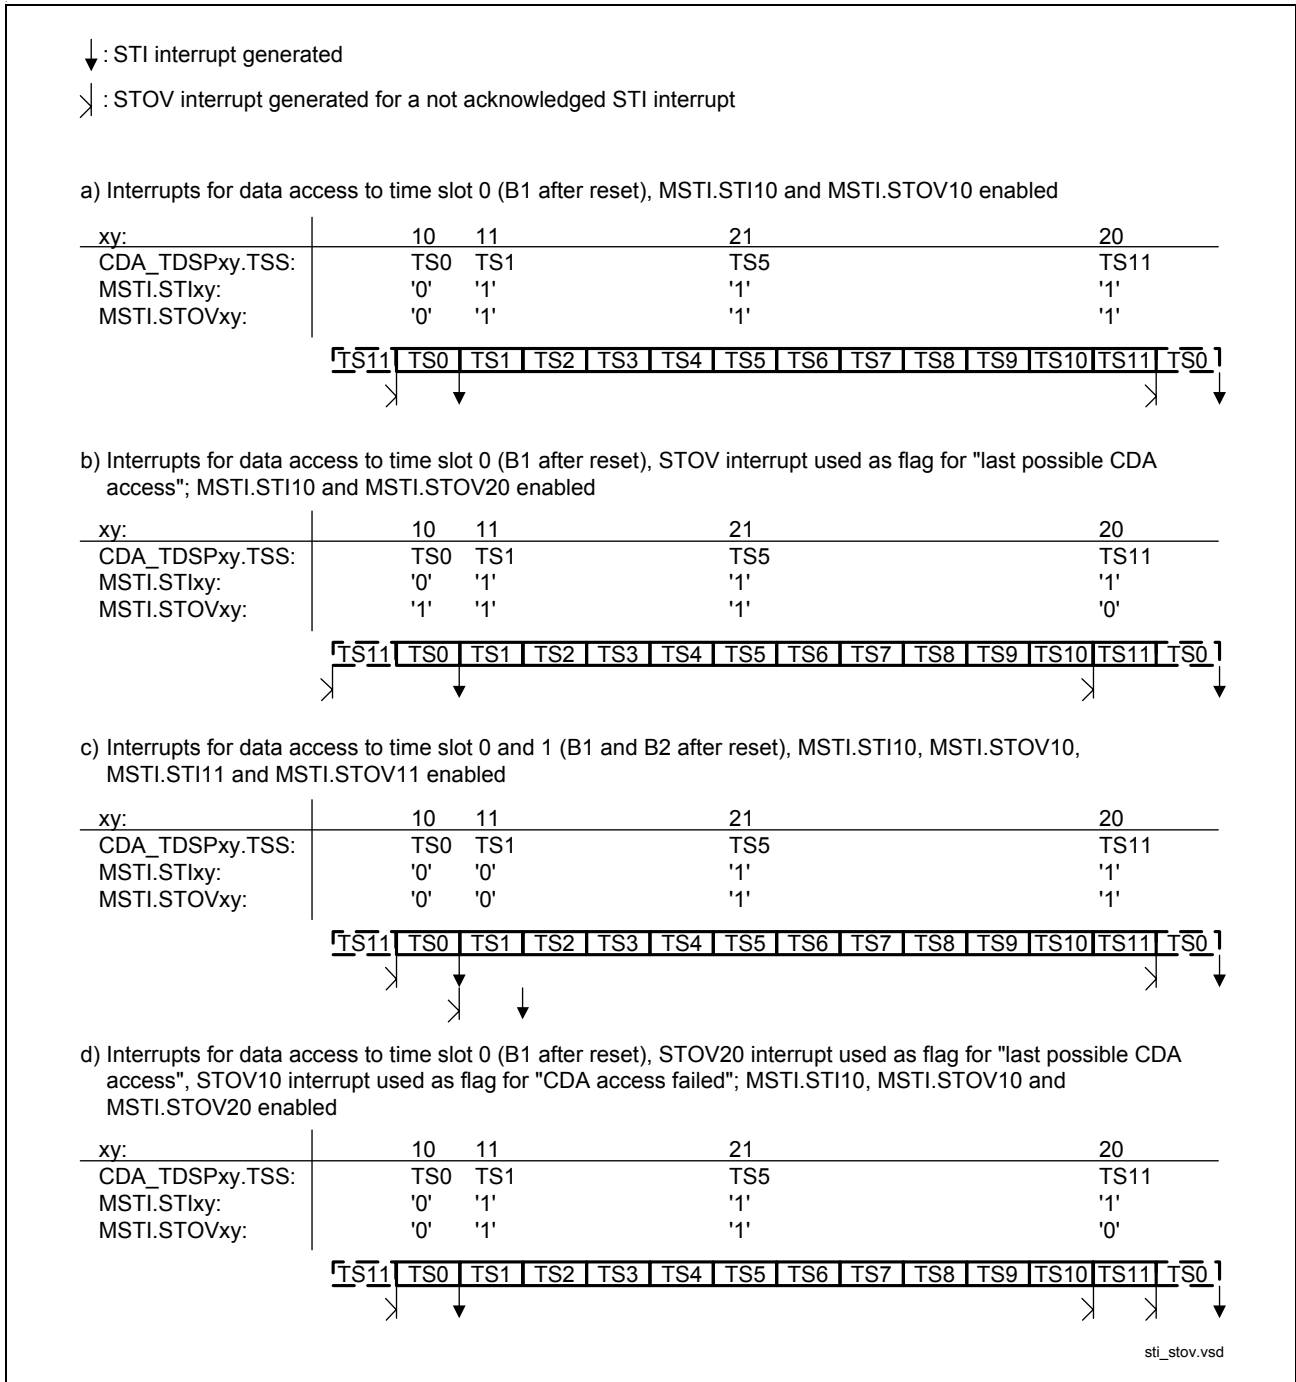 : STI interrupt generated
: STOV interrupt generated for a not acknowledged STI interrupt
a) Interrupts for data access to time slot 0 (B1 after reset), MSTI.STI10 and MSTI.STOV10 enabled
xy: 10 11 21 20
CDA_TDSPxy.TSS: TS0 TS1 TS5 TS11
MSTI.STIxy: '0' '1' '1' '1'
MSTI.STOVxy: '0' '1' '1' '1'
TS11 TS0 TS1 TS2 TS3 TS4 TS5 TS6 TS7 TS8 TS9 TS10 TS11 TS0
b) Interrupts for data access to time slot 0 (B1 after reset), STOV interrupt used as flag for "last possible CDA
access"; MSTI.STI10 and MSTI.STOV20 enabled
xy: 10 11 21 20
CDA_TDSPxy.TSS: TS0 TS1 TS5 TS11
MSTI.STIxy: '0' '1' '1' '1'
MSTI.STOVxy: '1' '1' '1' '0'
TS11 TS0 TS1 TS2 TS3 TS4 TS5 TS6 TS7 TS8 TS9 TS10 TS11 TS0
c) Interrupts for data access to time slot 0 and 1 (B1 and B2 after reset), MSTI.STI10, MSTI.STOV10,
MSTI.STI11 and MSTI.STOV11 enabled
xy: 10 11 21 20
CDA_TDSPxy.TSS: TS0 TS1 TS5 TS11
MSTI.STIxy: '0' '0' '1' '1'
MSTI.STOVxy: '0' '0' '1' '1'
TS11 TS0 TS1 TS2 TS3 TS4 TS5 TS6 TS7 TS8 TS9 TS10 TS11 TS0
d) Interrupts for data access to time slot 0 (B1 after reset), STOV20 interrupt used as flag for "last possible CDA
access", STOV10 interrupt used as flag for "CDA access failed"; MSTI.STI10, MSTI.STOV10 and
MSTI.STOV20 enabled
xy: 10 11 21 20
CDA_TDSPxy.TSS: TS0 TS1 TS5 TS11
MSTI.STIxy: '0' '1' '1' '1'
MSTI.STOVxy: '0' '1' '1' '0'
TS11 TS0 TS1 TS2 TS3 TS4 TS5 TS6 TS7 TS8 TS9 TS10 TS11 TS0
sti_stov.vsd